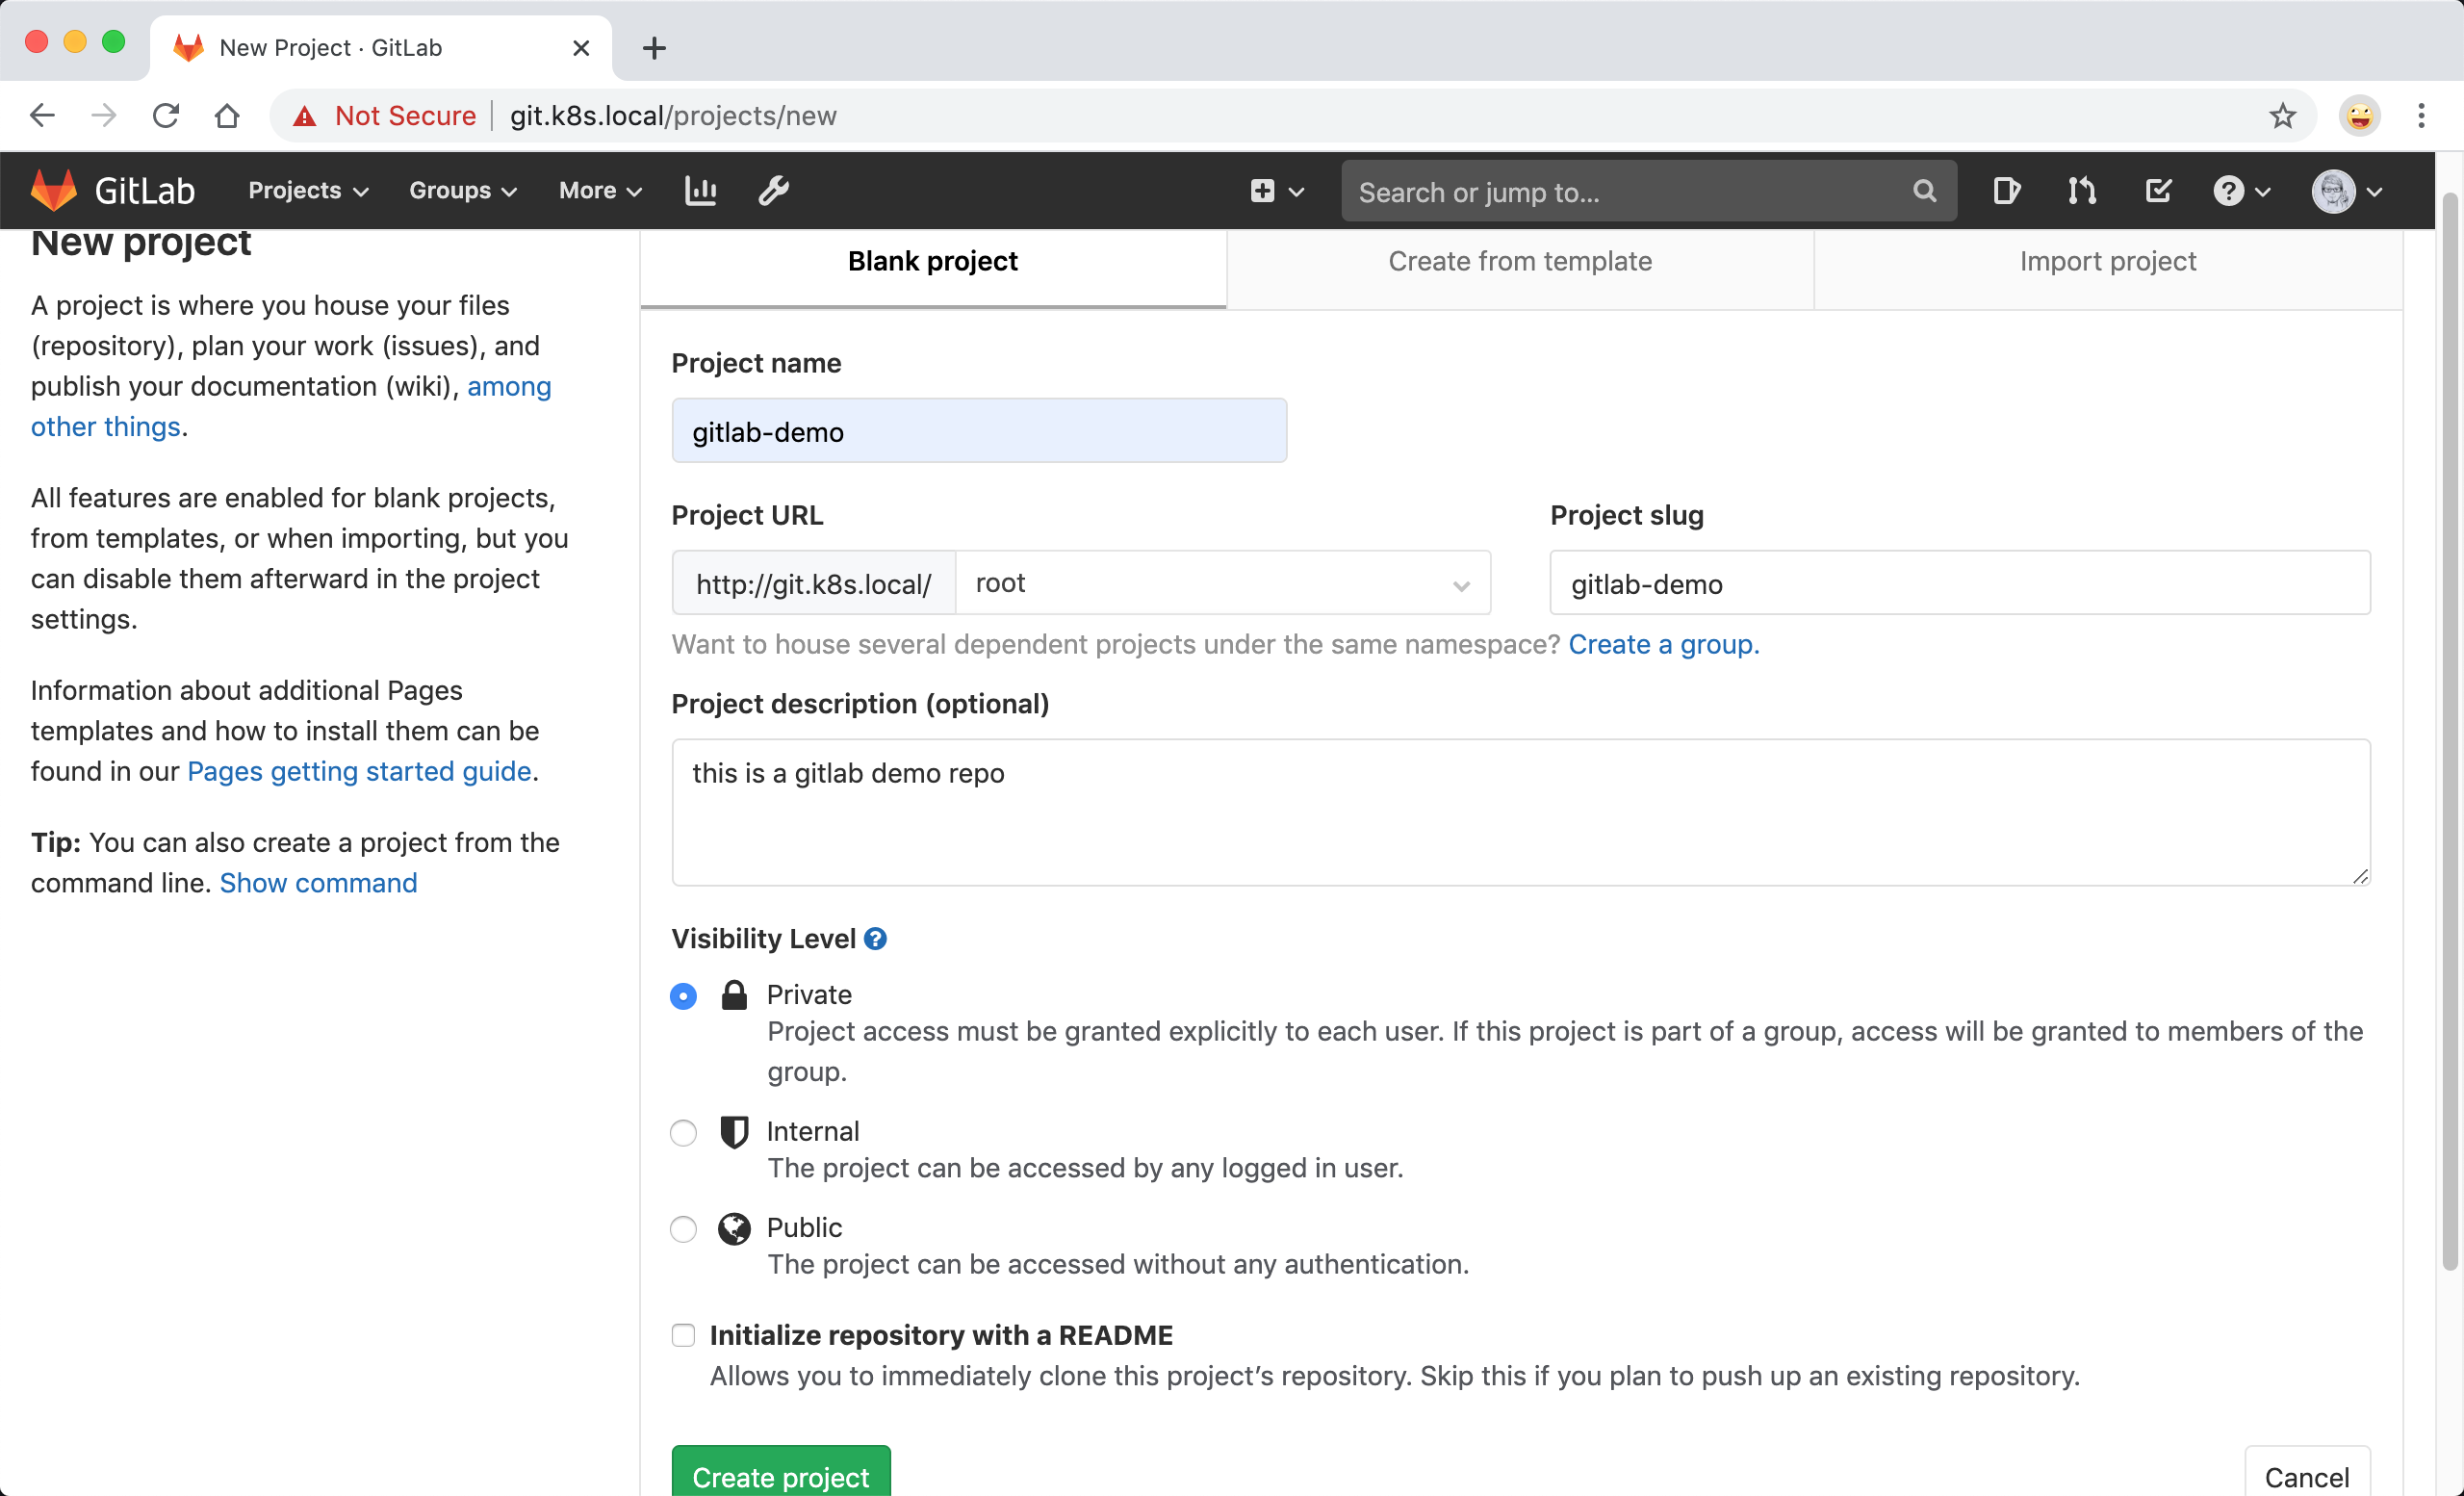 New Project · GitLab
Not Secure
git.k8s.local/projects/new
GitLab
Projects
Groups
More
Search or jump to...
New project
A project is where you house your files
(repository), plan your work (issues), and
publish your documentation (wiki), among
other things.
All features are enabled for blank projects,
from templates, or when importing, but you
can disable them afterward in the project
settings.
Information about additional Pages
templates and how to install them can be
found in our Pages getting started guide.
Tip: You can also create a project from the
command line. Show command
Blank project
Create from template
Import project
Project name
gitlab-demo
Project URL
http://git.k8s.local/
root
Project slug
gitlab-demo
Want to house several dependent projects under the same namespace? Create a group.
Project description (optional)
this is a gitlab demo repo
Visibility Level
Private
Project access must be granted explicitly to each user. If this project is part of a group, access will be granted to members of the
group.
Internal
The project can be accessed by any logged in user.
Public
The project can be accessed without any authentication.
Initialize repository with a README
Allows you to immediately clone this project’s repository. Skip this if you plan to push up an existing repository.
Create project
Cancel